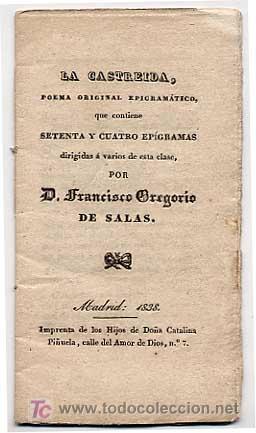 LA CASTREIDA,
POEMA ORIGINAL EPIGRAMÁTICO,
que contiene
SETENTA Y CUATRO EPÍGRAMAS
dirigidas á varios de esta clase,
POR
D. Francisco Gregorio
DE SALAS.
Madrid: 1838.
Imprenta de los Hijos de Doña Catalina
Piñuela, calle del Amor de Dios, n.º 7.
TC
www.todocoleccion.net